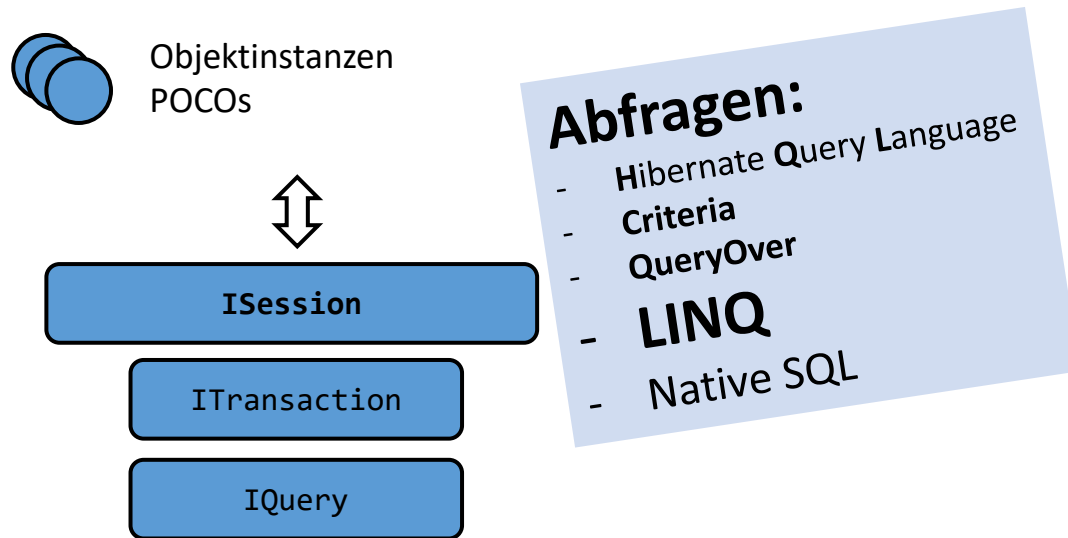 Objektinstanzen
POCOs
ISession
ITransaction
IQuery
Abfragen:
- Hibernate Query Language
- Criteria
- QueryOver
- LINQ
- Native SQL